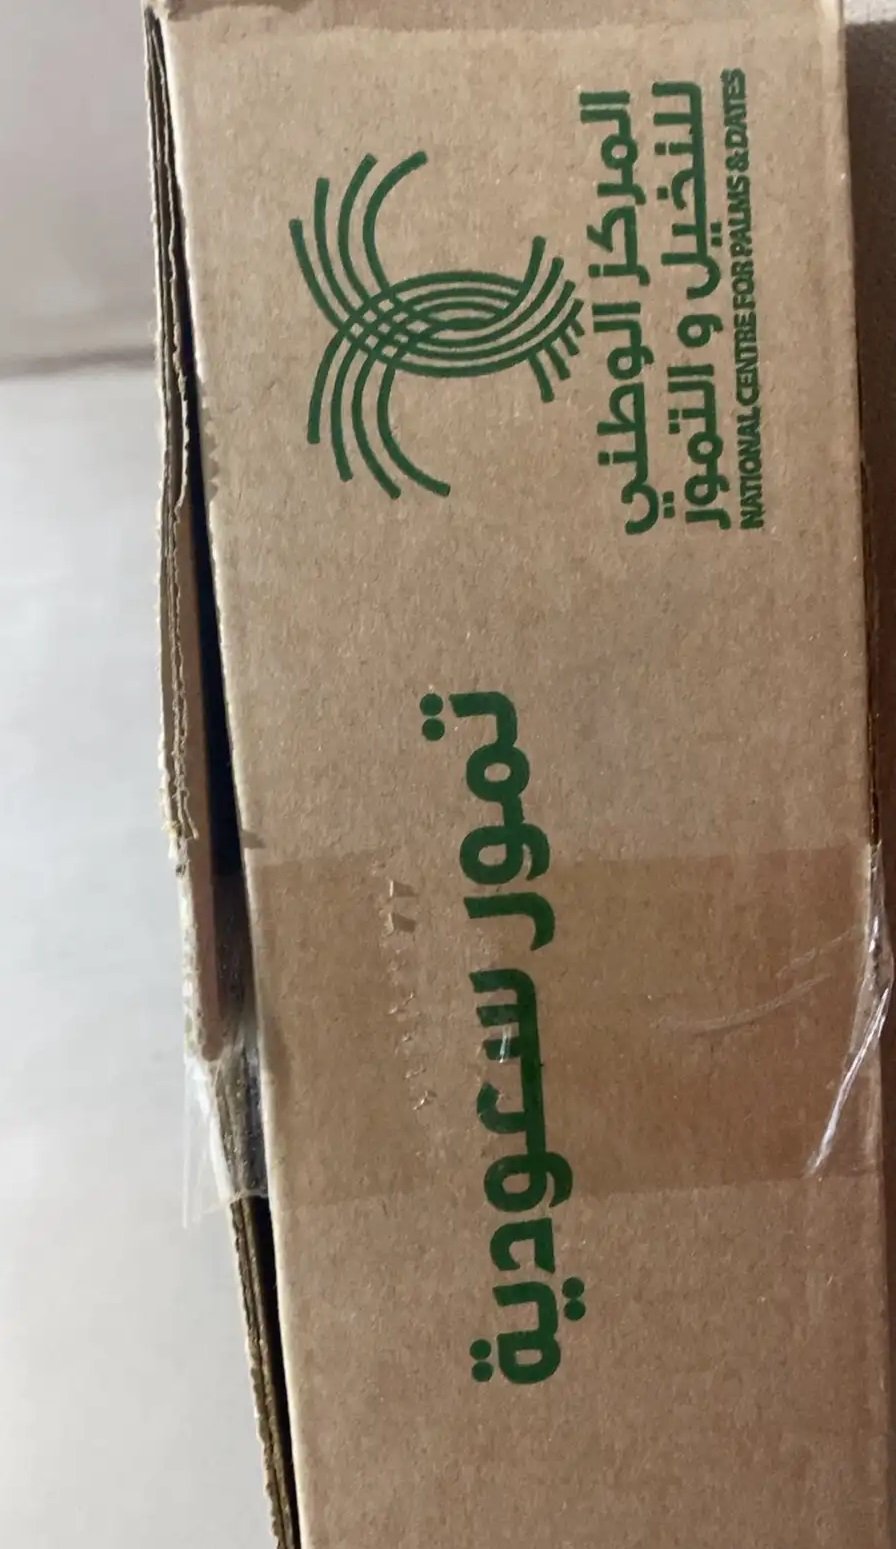 المركز الوطني
للنخيل و التمور
NATIONAL CENTRE FOR PALMS & DATES
تمور سعودية